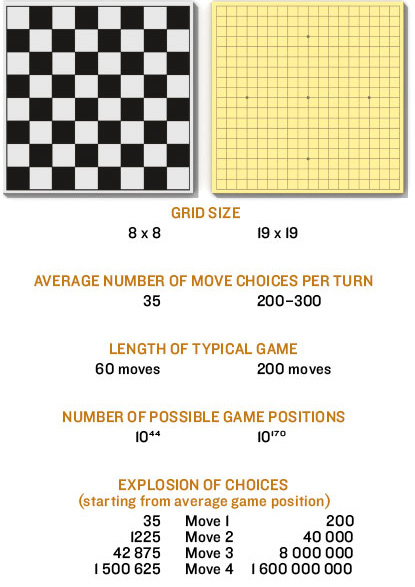 GRID SIZE
8 x 8 19 x 19
AVERAGE NUMBER OF MOVE CHOICES PER TURN
35 200–300
LENGTH OF TYPICAL GAME
60 moves 200 moves
NUMBER OF POSSIBLE GAME POSITIONS
10⁴⁴ 10¹⁷⁰
EXPLOSION OF CHOICES
(starting from average game position)
35 Move 1 200
1225 Move 2 40 000
42 875 Move 3 8 000 000
1 500 625 Move 4 1 600 000 000